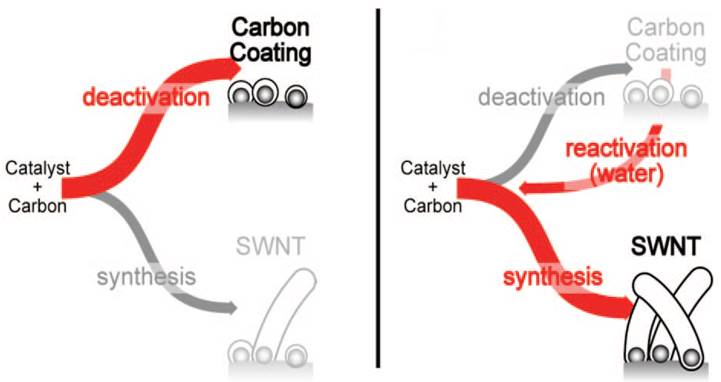 Carbon
Coating
deactivation
Catalyst
+
Carbon
SWNT
synthesis
Carbon
Coating
deactivation
reactivation
(water)
Catalyst
+
Carbon
SWNT
synthesis